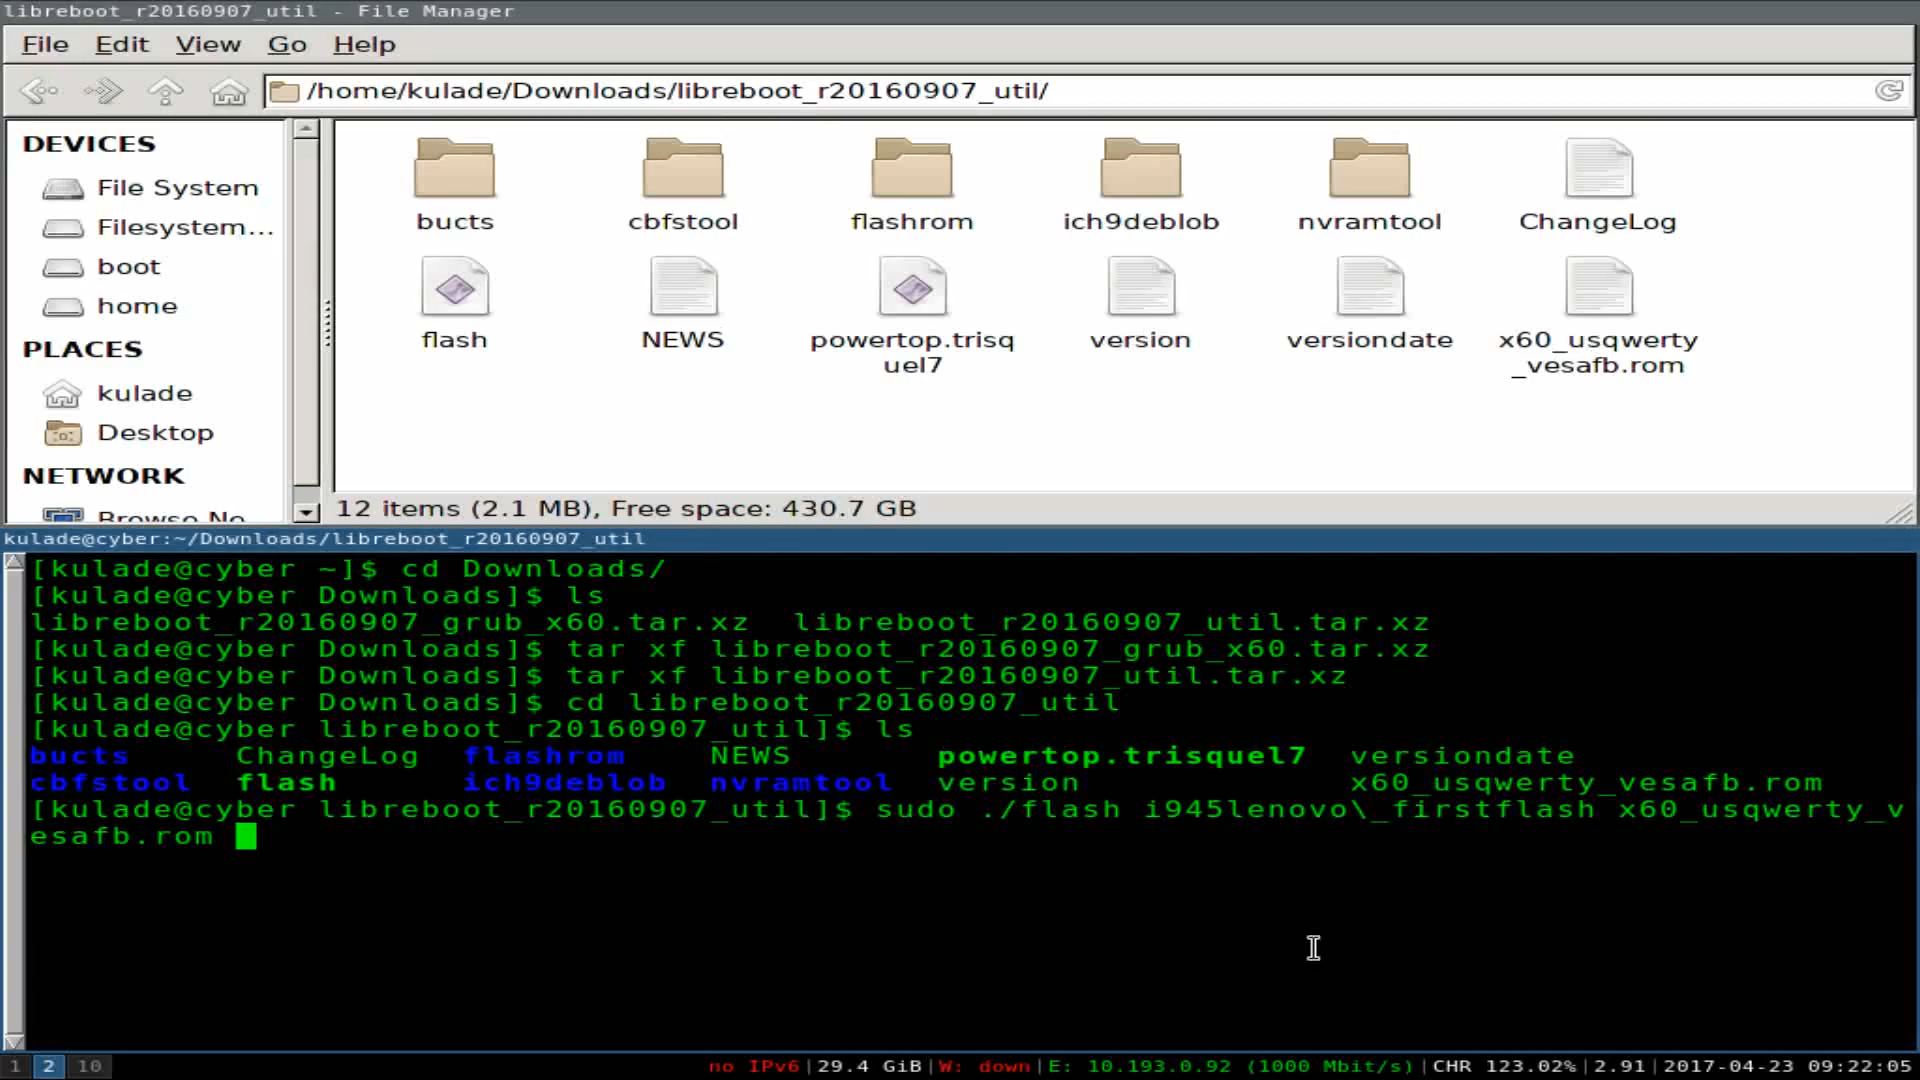 libreboot_r20160907_util - File Manager
File Edit View Go Help
/home/kulade/Downloads/libreboot_r20160907_util/
DEVICES
File System
Filesystem...
boot
home
PLACES
kulade
Desktop
NETWORK
Browse Ne
bucts cbfstool flashrom ich9deblob nvramtool ChangeLog
flash NEWS powertop.trisq version versiondate x60_usqwerty
uel7 _vesafb.rom
12 items (2.1 MB), Free space: 430.7 GB
kulade@cyber:~/Downloads/libreboot_r20160907_util
[kulade@cyber ~]$ cd Downloads/
[kulade@cyber Downloads]$ ls
libreboot_r20160907_grub_x60.tar.xz libreboot_r20160907_util.tar.xz
[kulade@cyber Downloads]$ tar xf libreboot_r20160907_grub_x60.tar.xz
[kulade@cyber Downloads]$ tar xf libreboot_r20160907_util.tar.xz
[kulade@cyber Downloads]$ cd libreboot_r20160907_util
[kulade@cyber libreboot_r20160907_util]$ ls
bucts ChangeLog flashrom NEWS powertop.trisquel7 versiondate
cbfstool flash ich9deblob nvramtool version x60_usqwerty_vesafb.rom
[kulade@cyber libreboot_r20160907_util]$ sudo ./flash i945lenovo\_firstflash x60_usqwerty_v
esafb.rom
1 2 10 no IPv6|29.4 GiB|W: down|E: 10.193.0.92 (1000 Mbit/s)|CHR 123.02%|2.91|2017-04-23 09:22:05